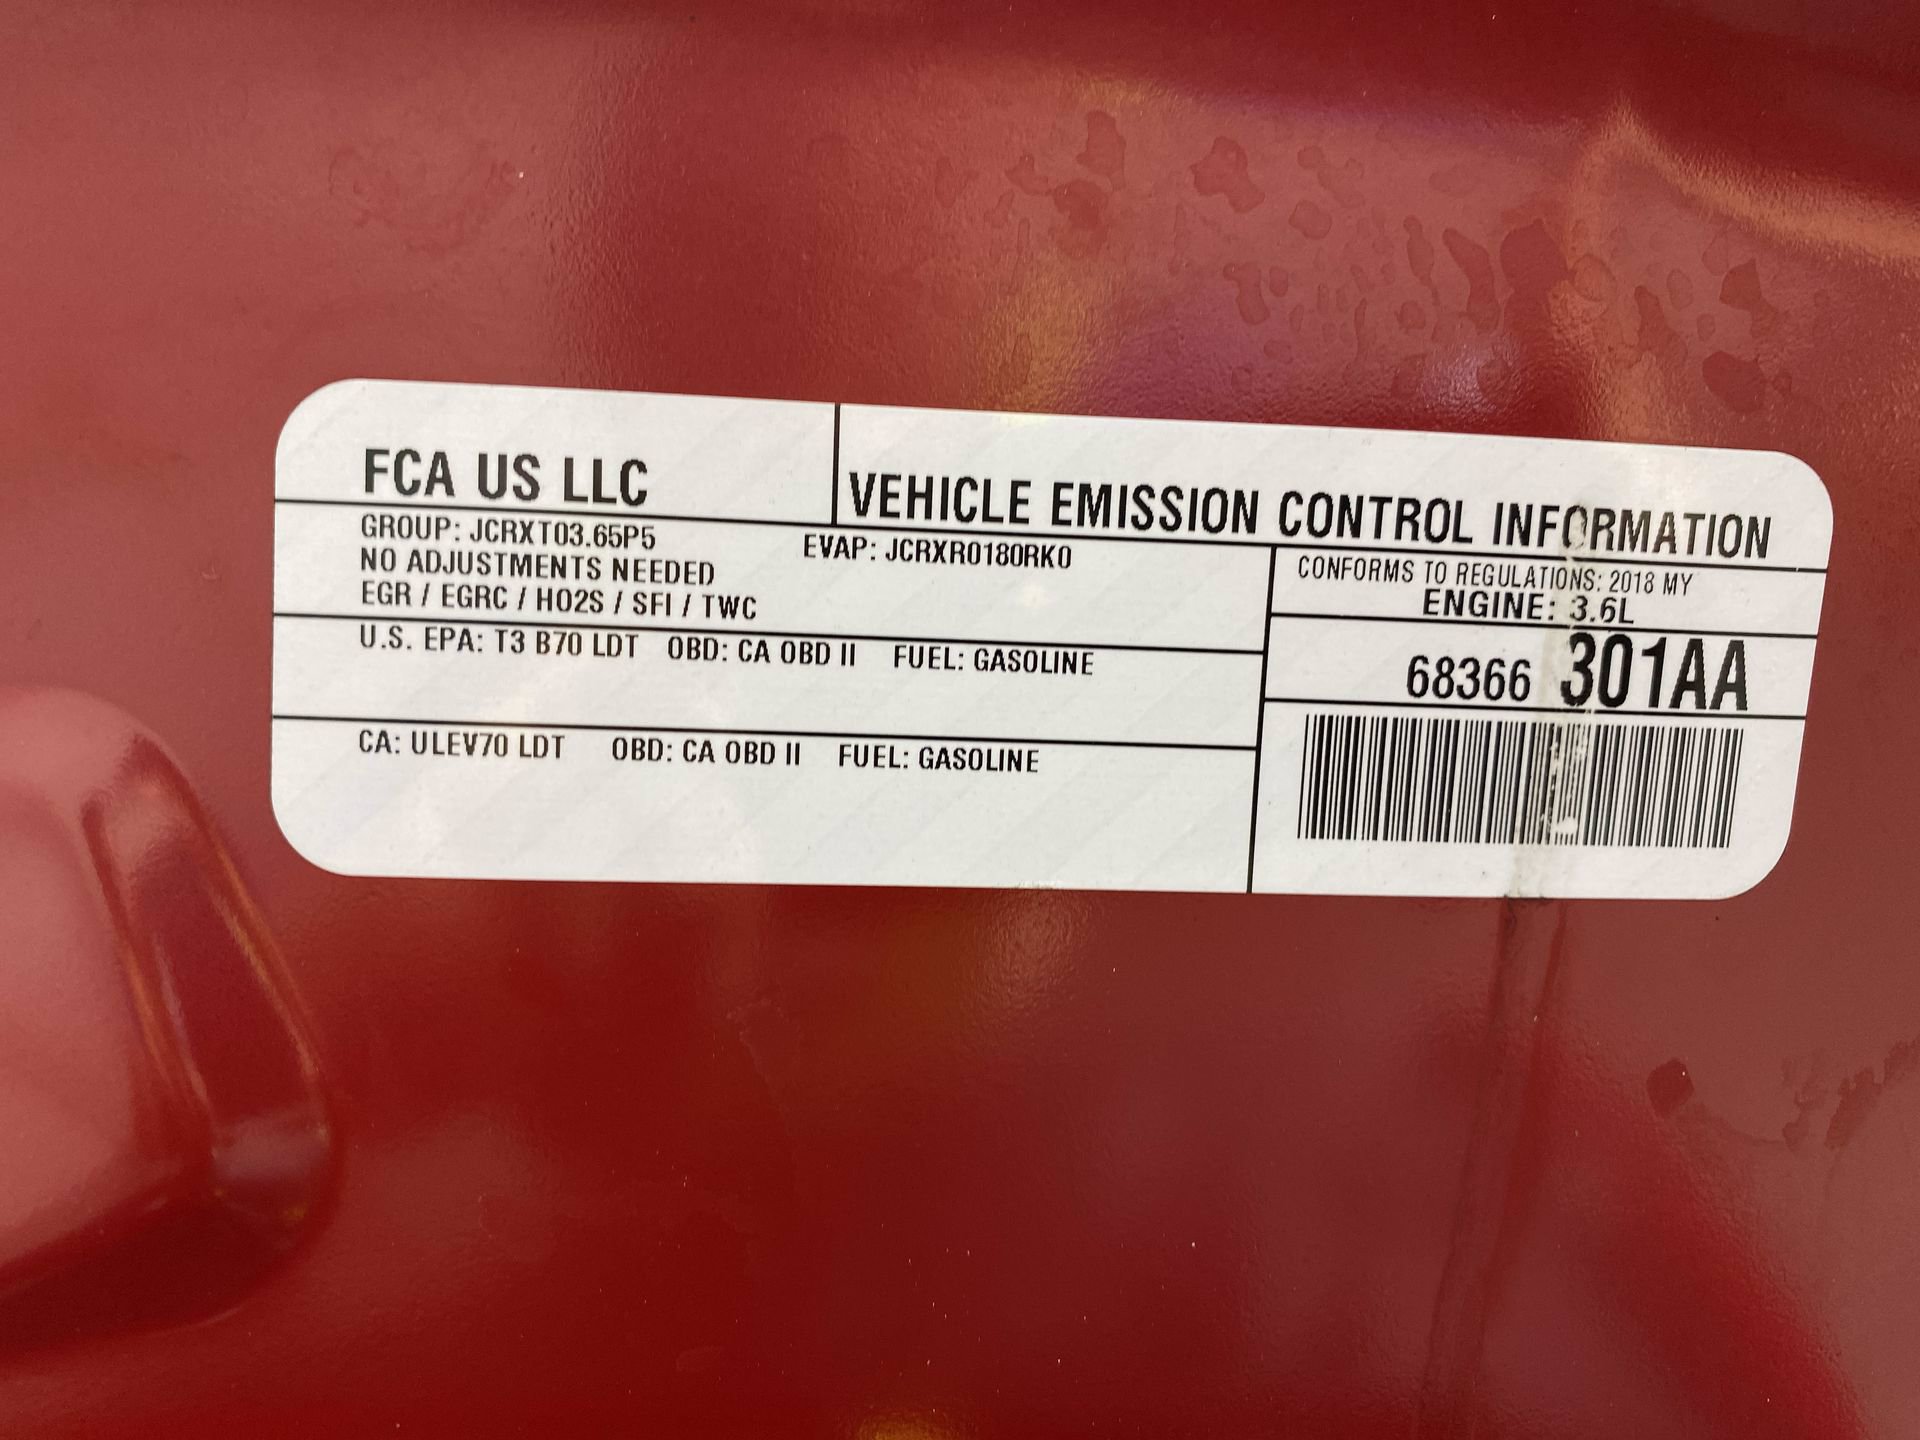 FCA US LLC
VEHICLE EMISSION CONTROL INFORMATION
GROUP: JCRXT03.65P5
EVAP: JCRXR0180RK0
NO ADJUSTMENTS NEEDED
EGR / EGRC / HO2S / SFI / TWC
CONFORMS TO REGULATIONS: 2018 MY
ENGINE: 3.6L
U.S. EPA: T3 B70 LDT OBD: CA OBD II FUEL: GASOLINE
68366 301AA
CA: ULEV70 LDT OBD: CA OBD II FUEL: GASOLINE